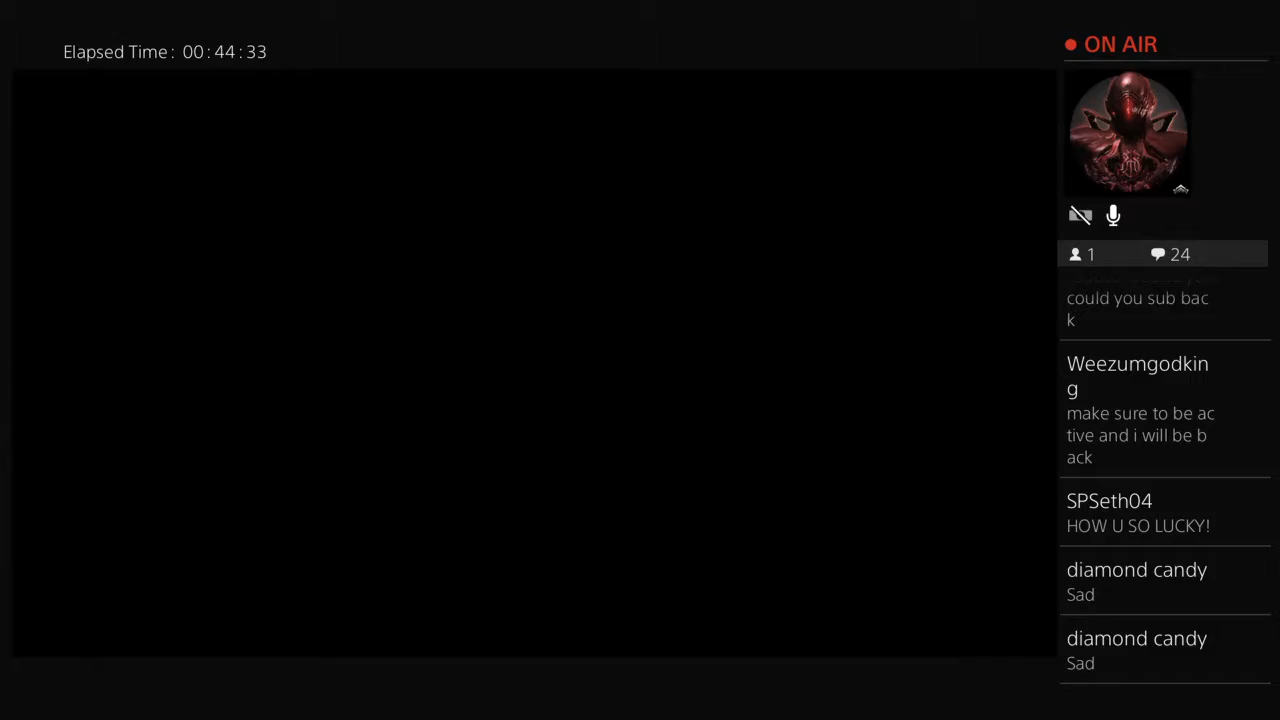 Elapsed Time: 00:44:33
ON AIR
1 24
could you sub bac
k
Weezumgodkin
g
make sure to be ac
tive and i will be b
ack
SPSeth04
HOW U SO LUCKY!
diamond candy
Sad
diamond candy
Sad